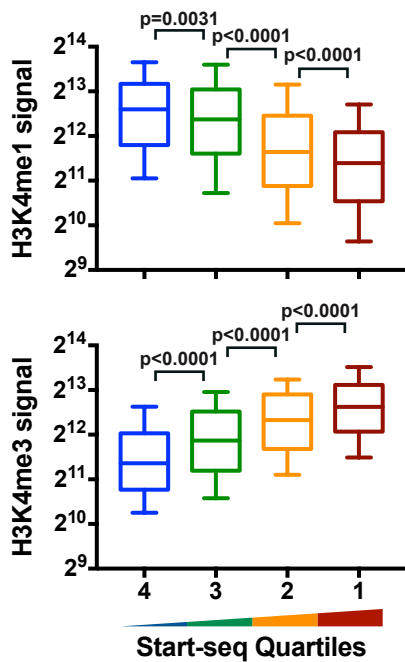 p=0.0031
p<0.0001
p<0.0001
H3K4me1 signal
2^14
2^13
2^12
2^11
2^10
2^9
p<0.0001
p<0.0001
p<0.0001
H3K4me3 signal
2^14
2^13
2^12
2^11
2^10
2^9
4 3 2 1
Start-seq Quartiles